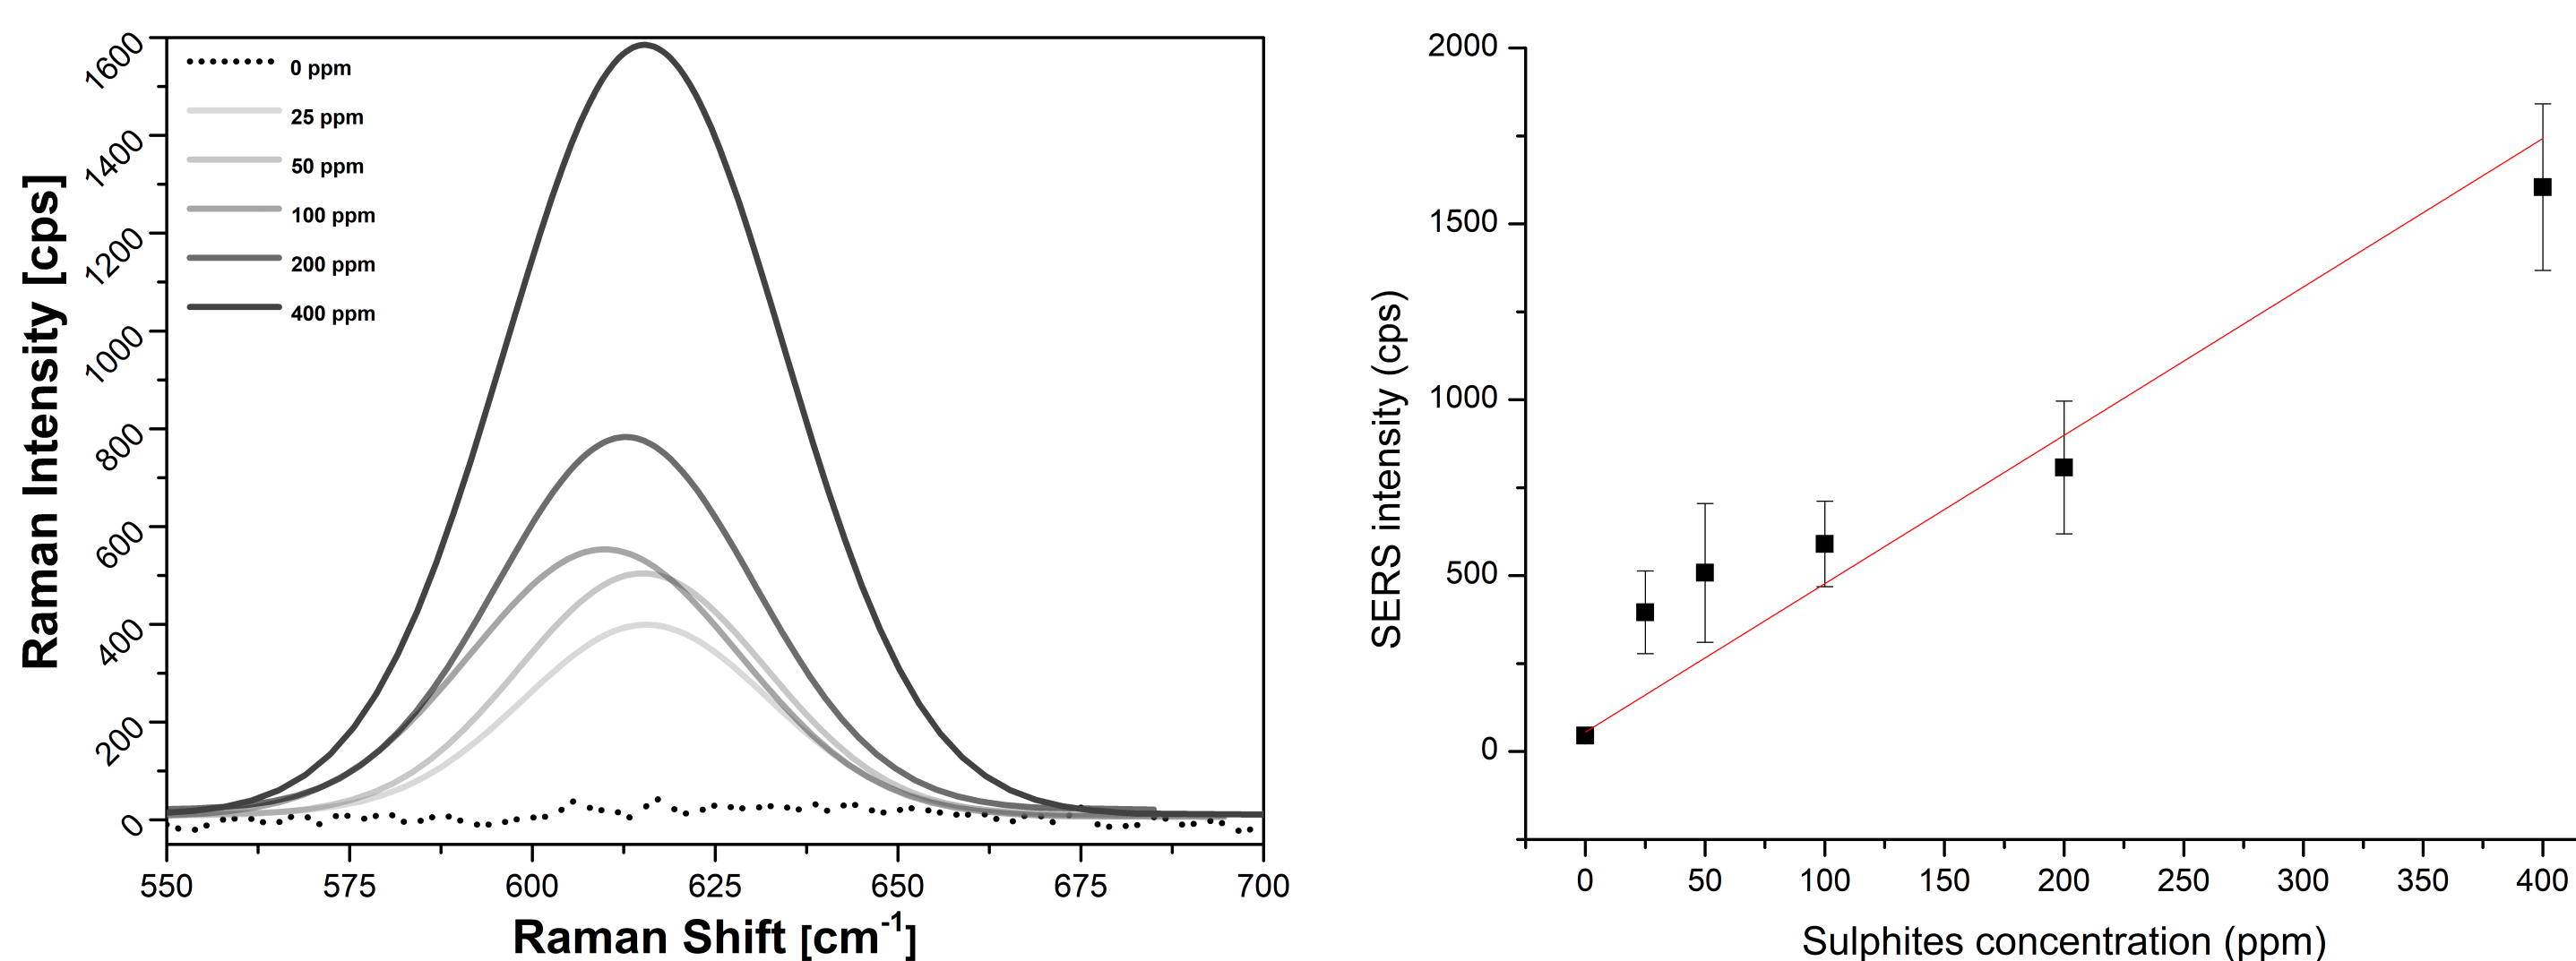 0 ppm
25 ppm
50 ppm
100 ppm
200 ppm
400 ppm
1600
1400
1200
1000
800
600
400
200
0
Raman Intensity [cps]
550 575 600 625 650 675 700
Raman Shift [cm⁻¹]
2000
1500
1000
500
0
SERS intensity (cps)
0 50 100 150 200 250 300 350 400
Sulphites concentration (ppm)